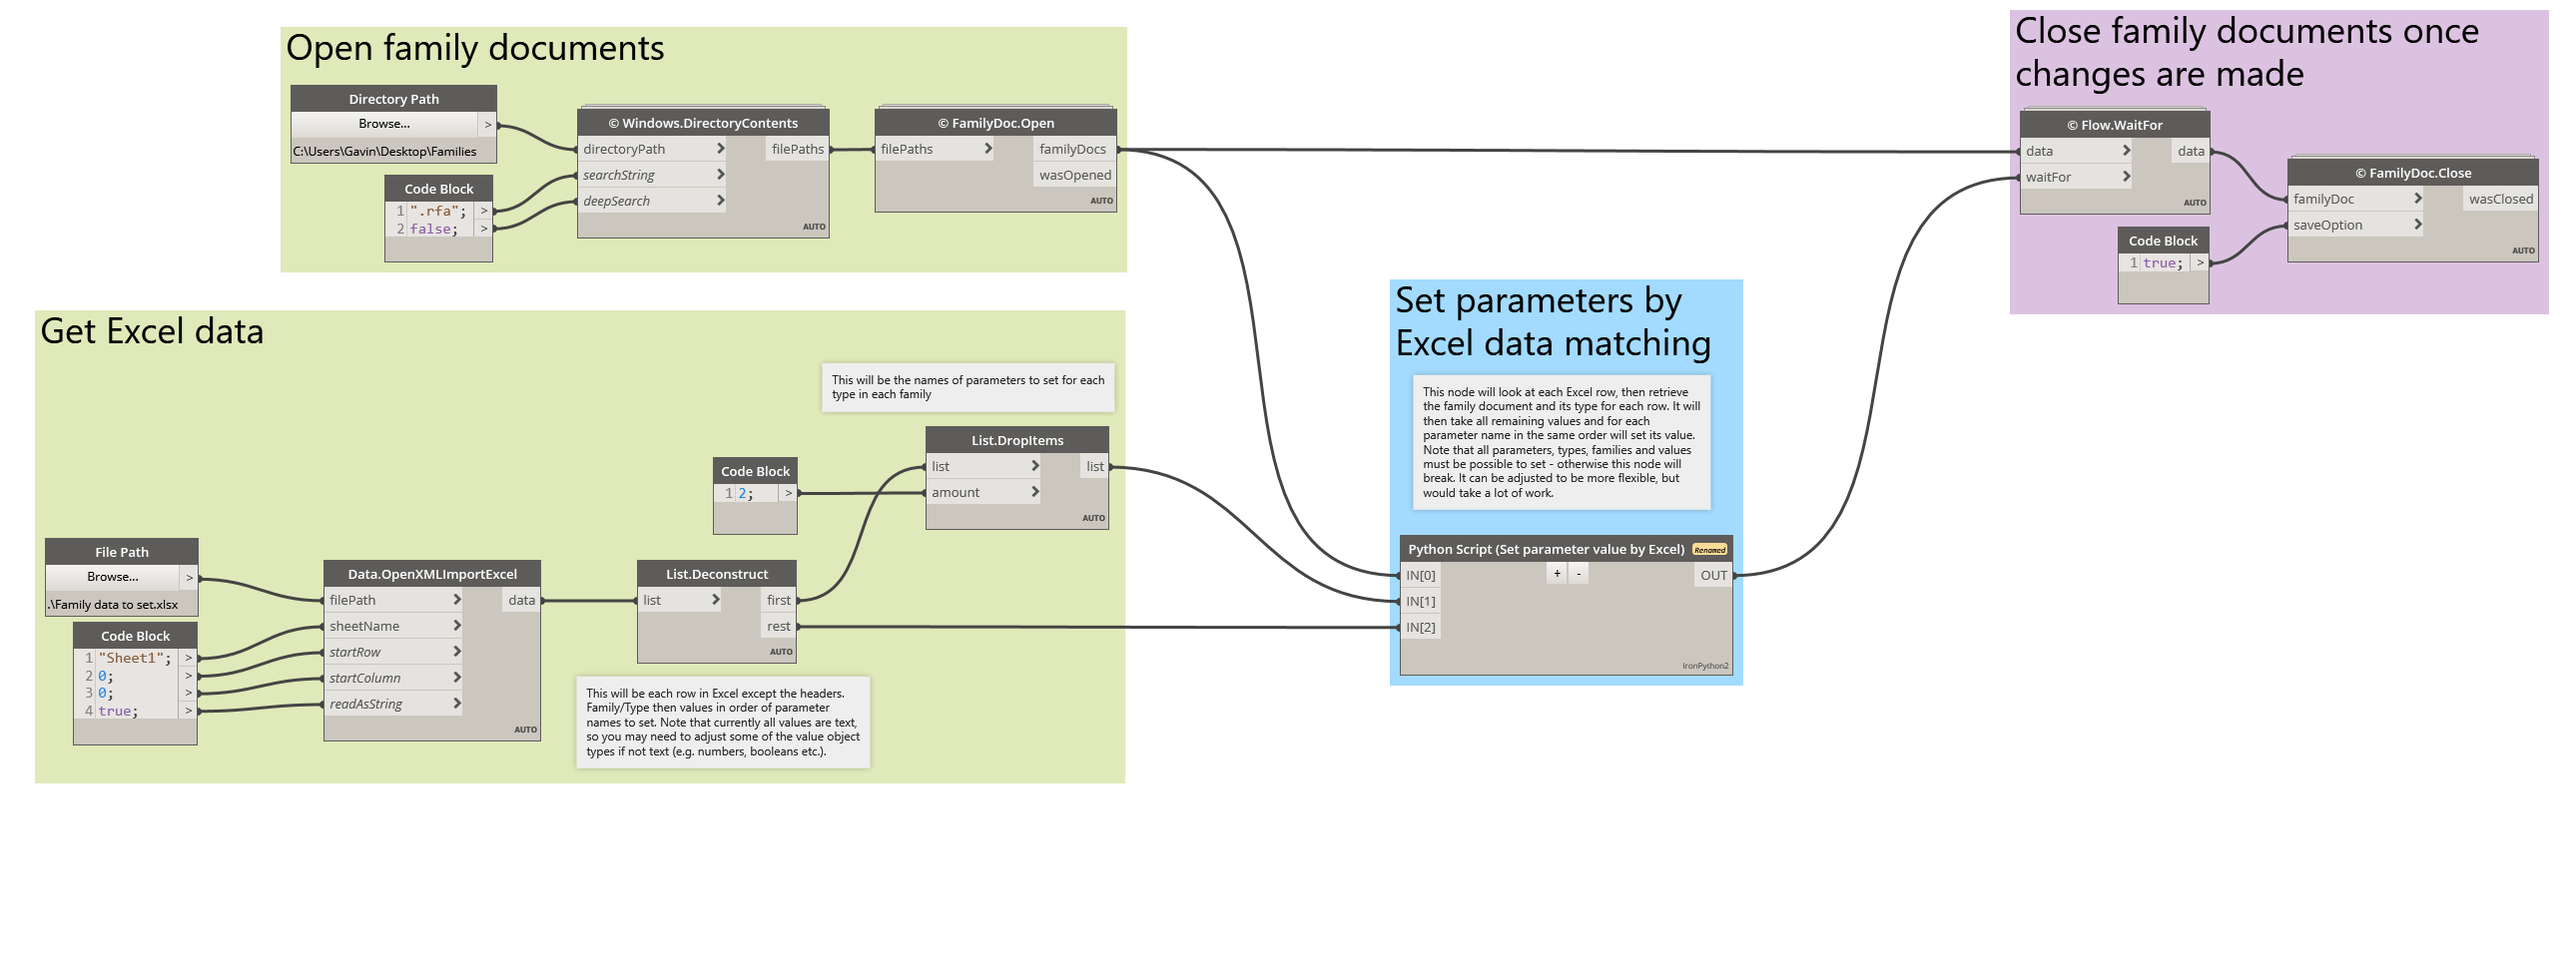 Open family documents
Directory Path
Browse...
>
C:\Users\Gavin\Desktop\Families
Code Block
1 ".rfa"; >
2 false; >
© Windows.DirectoryContents
directoryPath >
filePaths
searchString >
deepSearch >
AUTO
© FamilyDoc.Open
filePaths >
familyDocs
wasOpened
AUTO
Close family documents once
changes are made
© Flow.WaitFor
data >
data
waitFor >
AUTO
Code Block
1 true; >
© FamilyDoc.Close
familyDoc >
wasClosed
saveOption >
AUTO
Get Excel data
This will be the names of parameters to set for each
type in each family
Code Block
1 2; >
List.DropItems
list >
list
amount >
AUTO
File Path
Browse...
>
.\Family data to set.xlsx
Code Block
1 "Sheet1"; >
2 0; >
3 0; >
4 true; >
Data.OpenXMLImportExcel
filePath >
data
sheetName >
startRow >
startColumn >
readAsString >
AUTO
List.Deconstruct
list >
first
rest
AUTO
This will be each row in Excel except the headers.
Family/Type then values in order of parameter
names to set. Note that currently all values are text,
so you may need to adjust some of the value object
types if not text (e.g. numbers, booleans etc.).
Set parameters by
Excel data matching
This node will look at each Excel row, then retrieve
the family document and its type for each row. It will
then take all remaining values and for each
parameter name in the same order will set its value.
Note that all parameters, types, families and values
must be possible to set - otherwise this node will
break. It can be adjusted to be more flexible, but
would take a lot of work.
Python Script (Set parameter value by Excel) Renamed
IN[0]
+ -
OUT
IN[1]
IN[2]
IronPython2